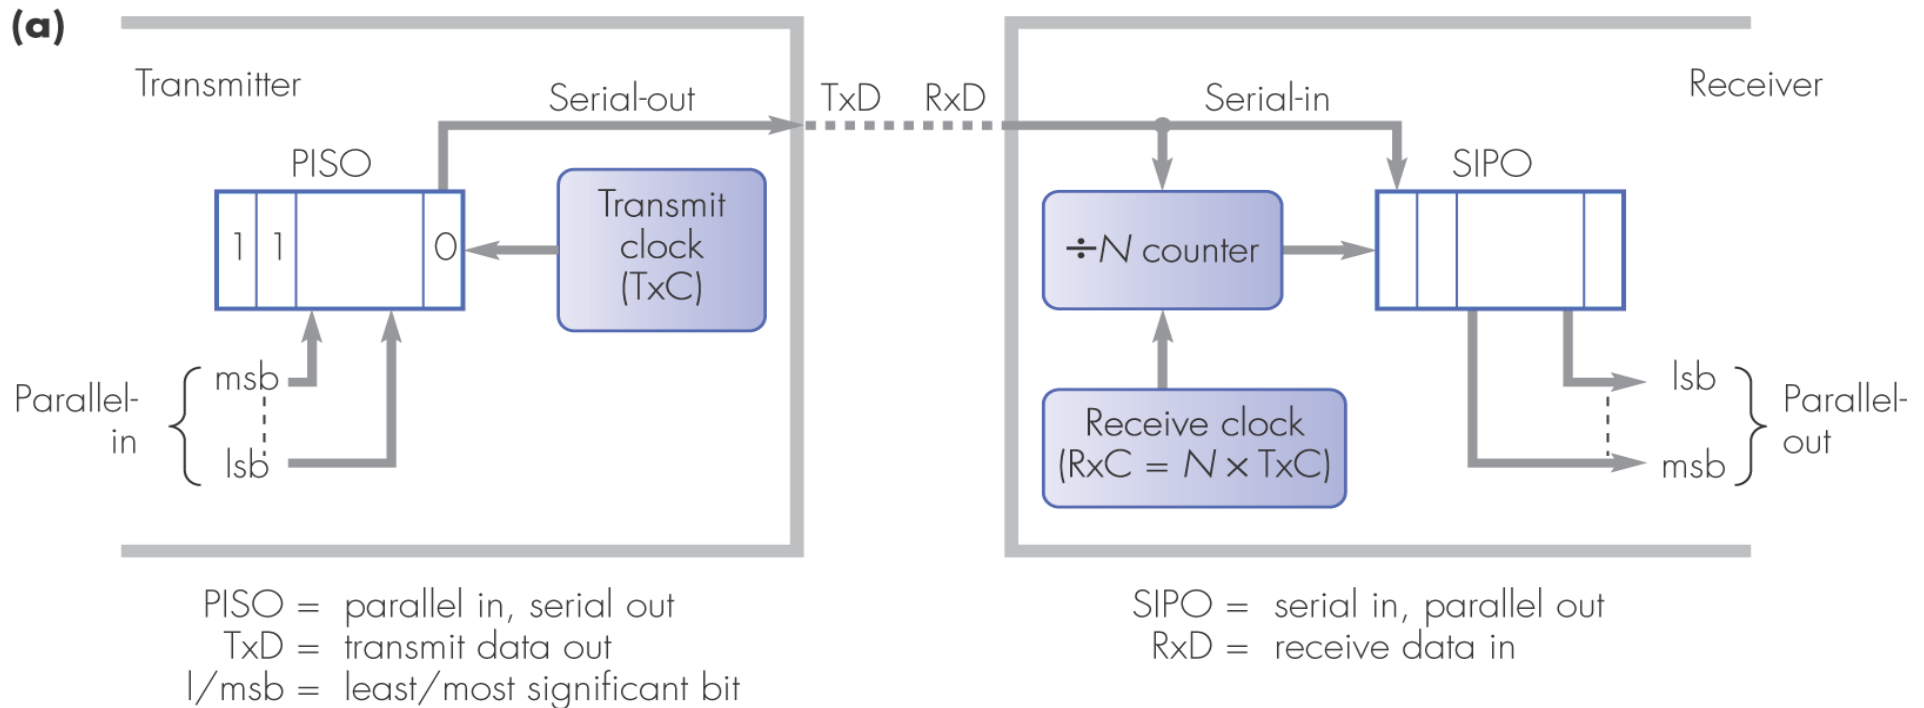 (a)
Transmitter
Serial-out
TxD
RxD
Serial-in
Receiver
PISO
SIPO
1 1 0
Transmit
clock
(TxC)
÷N counter
Parallel-
in
msb
lsb
Receive clock
(RxC = N × TxC)
lsb
msb
Parallel-
out
PISO = parallel in, serial out
TxD = transmit data out
l/msb = least/most significant bit
SIPO = serial in, parallel out
RxD = receive data in